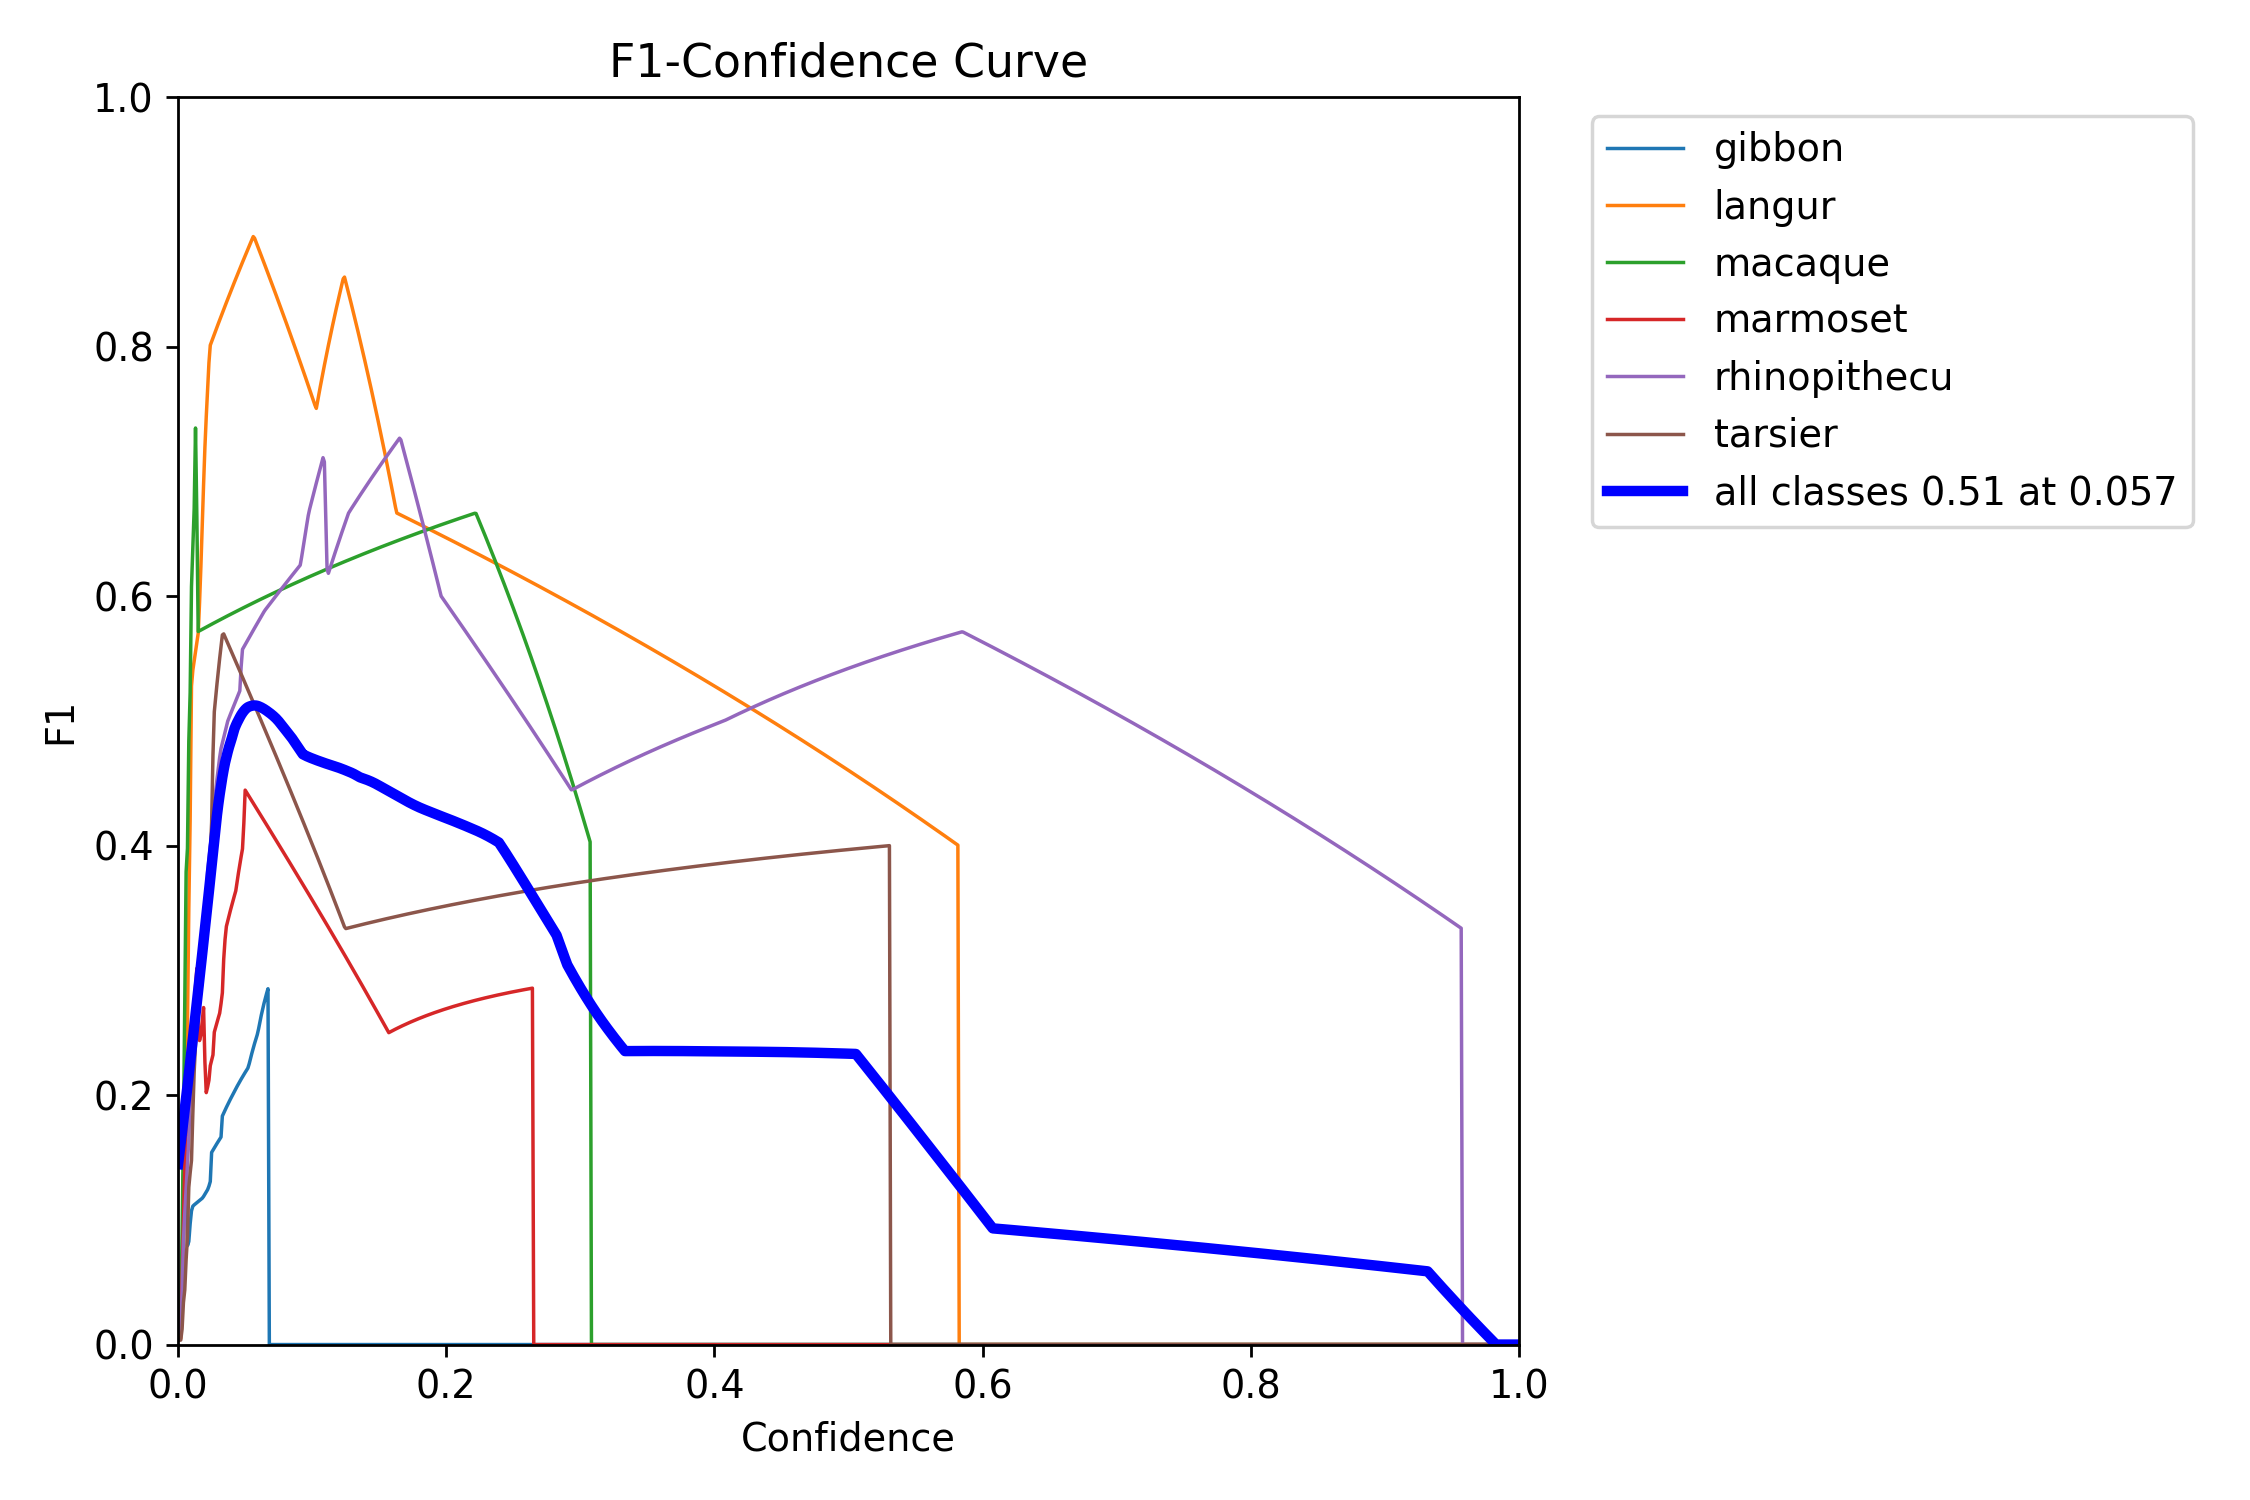 F1-Confidence Curve
1.0
0.8
0.6
0.4
0.2
0.0
F1
0.0 0.2 0.4 0.6 0.8 1.0
Confidence
gibbon
langur
macaque
marmoset
rhinopithecu
tarsier
all classes 0.51 at 0.057